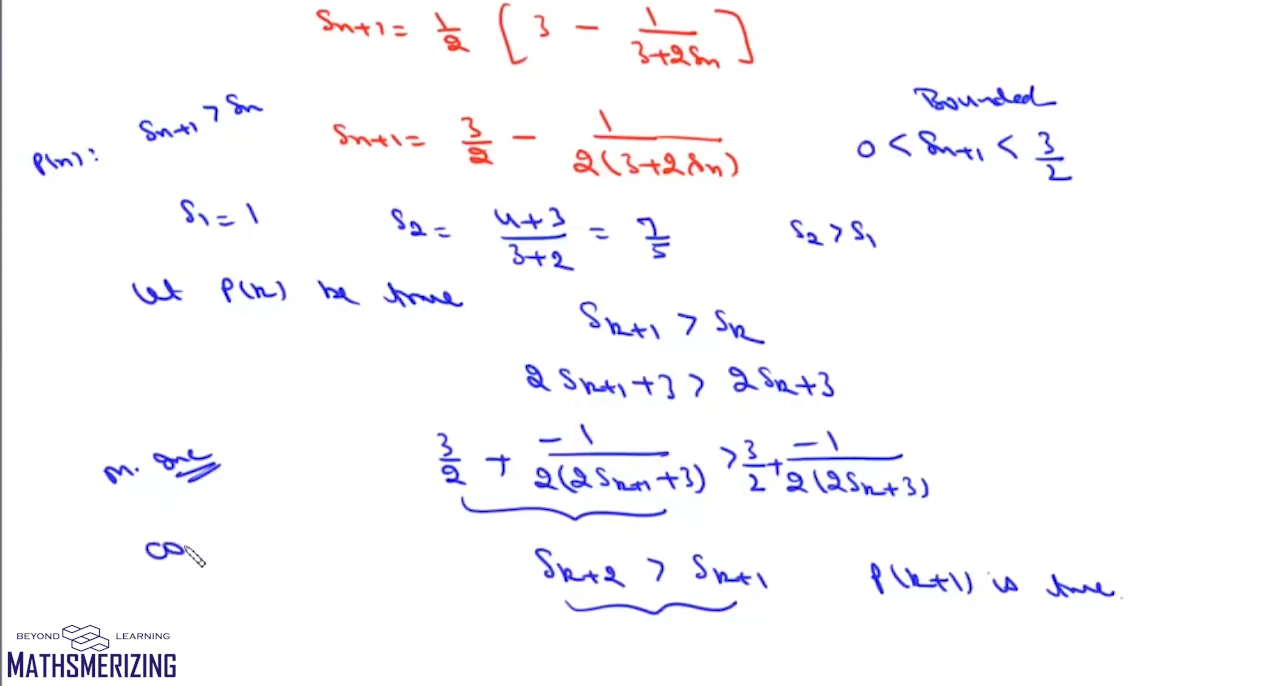 Sn+1 = 1/2 [ 3 - 1/(3+2Sn) ]
Bounded
P(n): Sn+1 > Sn
Sn+1 = 3/2 - 1/(2(3+2Sn))
0 < Sn+1 < 3/2
S1 = 1
S2 = (4+3)/(3+2) = 7/5
S2 > S1
Let P(k) be true
Sk+1 > Sk
2Sk+1 + 3 > 2Sk + 3
m. inc
3/2 + -1/(2(2Sk+1 + 3)) > 3/2 + -1/(2(2Sk+3))
co
Sk+2 > Sk+1
P(k+1) is true.
BEYOND LEARNING
MATHSMERIZING